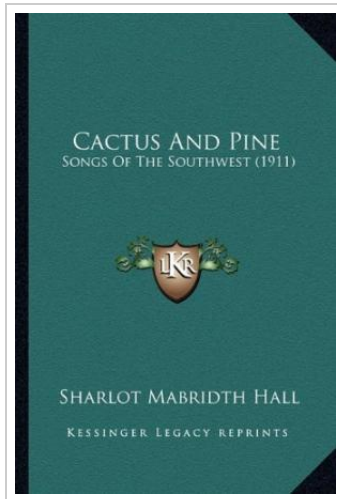 Cactus And Pine
Songs Of The Southwest (1911)
LKR
Sharlot Mabridth Hall
Kessinger Legacy reprints